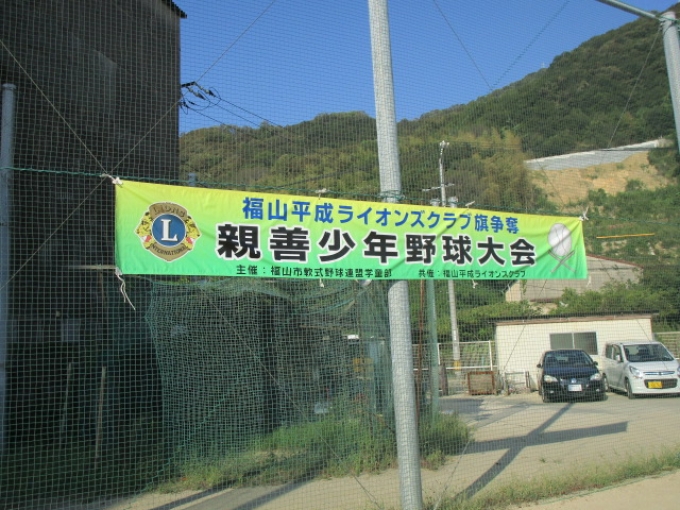 福山平成ライオンズクラブ旗争奪
親善少年野球大会
主催：福山市軟式野球連盟学童部　共催：福山平成ライオンズクラブ
L
LIONS
INTERNATIONAL